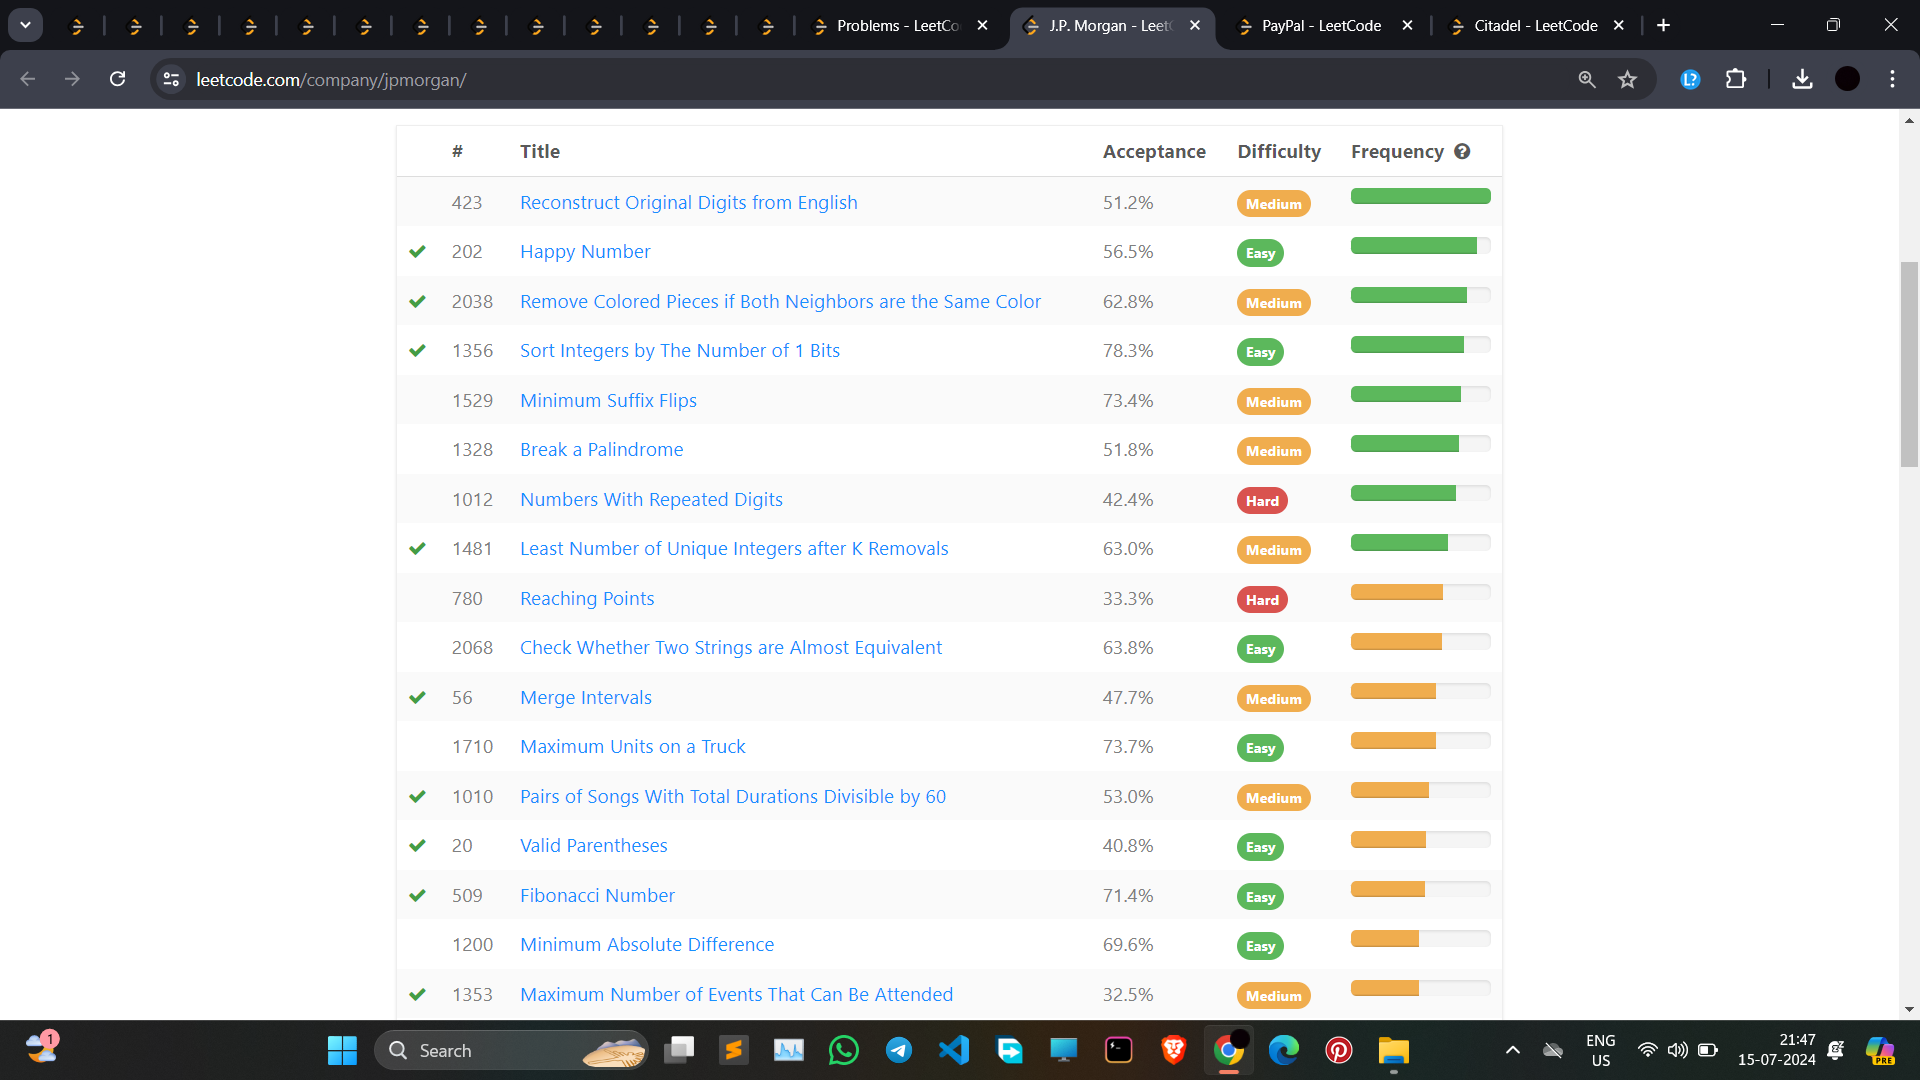 Problems - LeetCo
J.P. Morgan - Leet
PayPal - LeetCode
Citadel - LeetCode
leetcode.com/company/jpmorgan/
L?
# Title Acceptance Difficulty Frequency ?
423 Reconstruct Original Digits from English 51.2% Medium
202 Happy Number 56.5% Easy
2038 Remove Colored Pieces if Both Neighbors are the Same Color 62.8% Medium
1356 Sort Integers by The Number of 1 Bits 78.3% Easy
1529 Minimum Suffix Flips 73.4% Medium
1328 Break a Palindrome 51.8% Medium
1012 Numbers With Repeated Digits 42.4% Hard
1481 Least Number of Unique Integers after K Removals 63.0% Medium
780 Reaching Points 33.3% Hard
2068 Check Whether Two Strings are Almost Equivalent 63.8% Easy
56 Merge Intervals 47.7% Medium
1710 Maximum Units on a Truck 73.7% Easy
1010 Pairs of Songs With Total Durations Divisible by 60 53.0% Medium
20 Valid Parentheses 40.8% Easy
509 Fibonacci Number 71.4% Easy
1200 Minimum Absolute Difference 69.6% Easy
1353 Maximum Number of Events That Can Be Attended 32.5% Medium
1
Search
ENG
US
21:47
15-07-2024
PRE